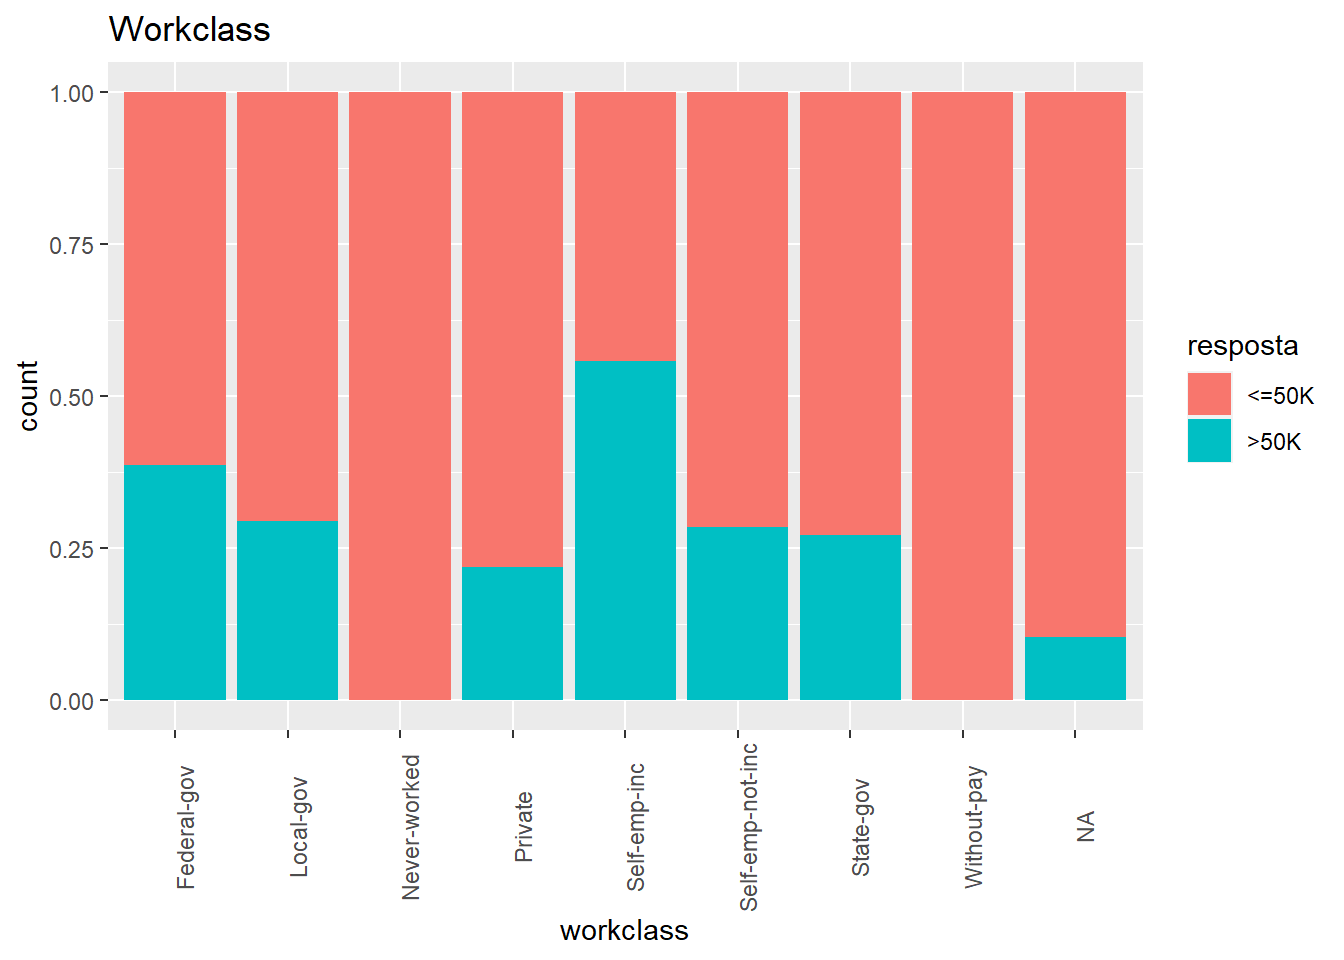 Workclass
1.00
0.75
0.50
0.25
0.00
count
Federal-gov
Local-gov
Never-worked
Private
Self-emp-inc
Self-emp-not-inc
State-gov
Without-pay
NA
workclass
resposta
<=50K
>50K